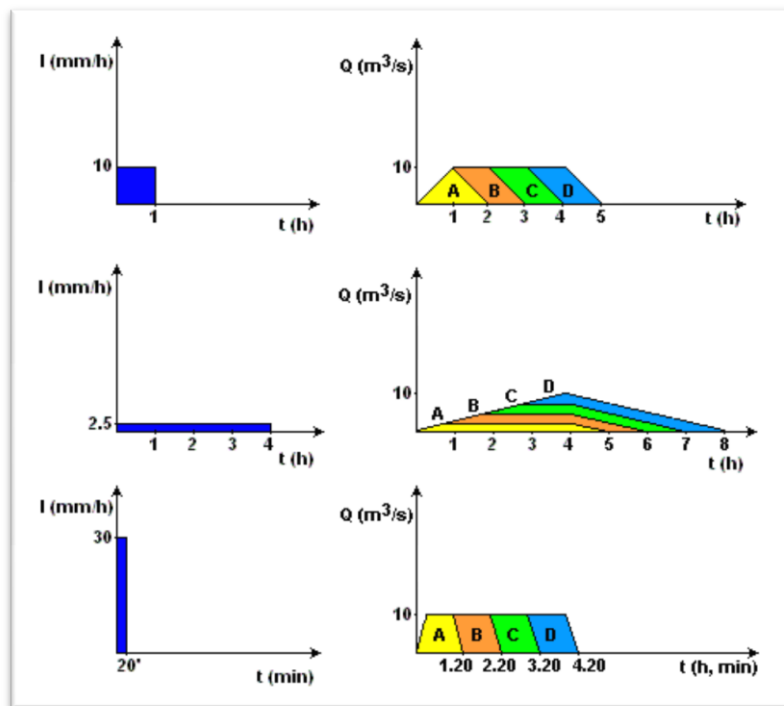 I (mm/h)
10
1
t (h)
Q (m³/s)
10
A B C D
1 2 3 4 5
t (h)
I (mm/h)
2.5
1 2 3 4
t (h)
Q (m³/s)
10
A B C D
1 2 3 4 5 6 7 8
t (h)
I (mm/h)
30
20'
t (min)
Q (m³/s)
10
A B C D
1.20 2.20 3.20 4.20
t (h, min)